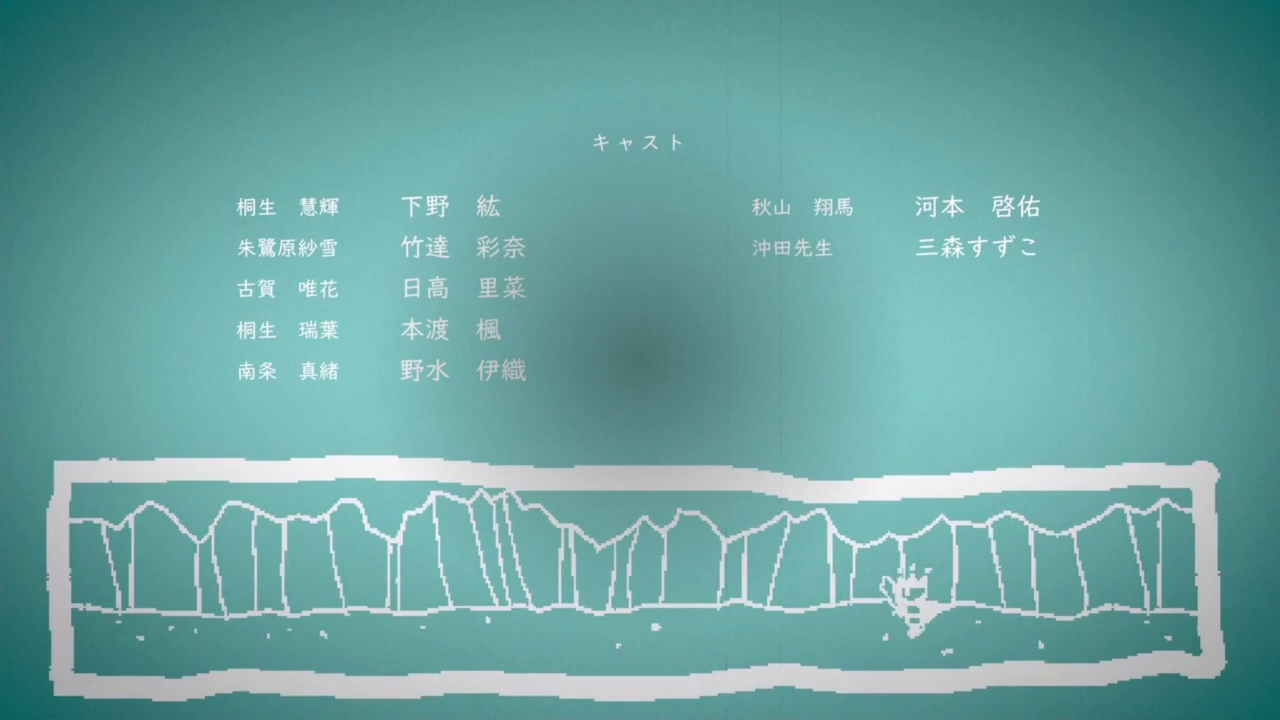 キャスト
桐生　慧輝　下野　紘
朱鷺原紗雪　竹達　彩奈
古賀　唯花　日高　里菜
桐生　瑞葉　本渡　楓
南条　真緒　野水　伊織
秋山　翔馬　河本　啓佑
沖田先生　三森すずこ